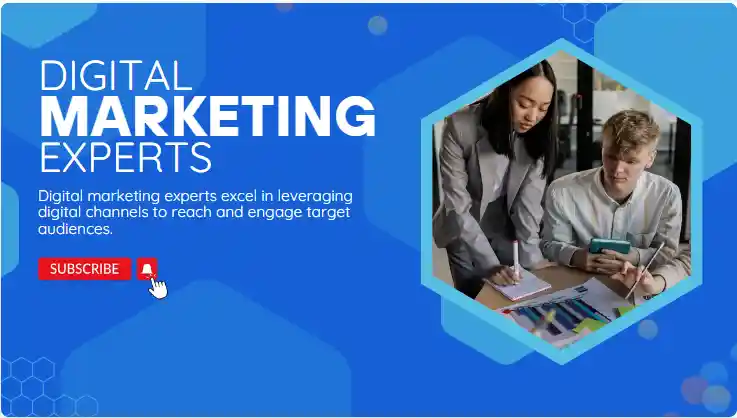 DIGITAL
MARKETING
EXPERTS
Digital marketing experts excel in leveraging
digital channels to reach and engage target
audiences.
SUBSCRIBE